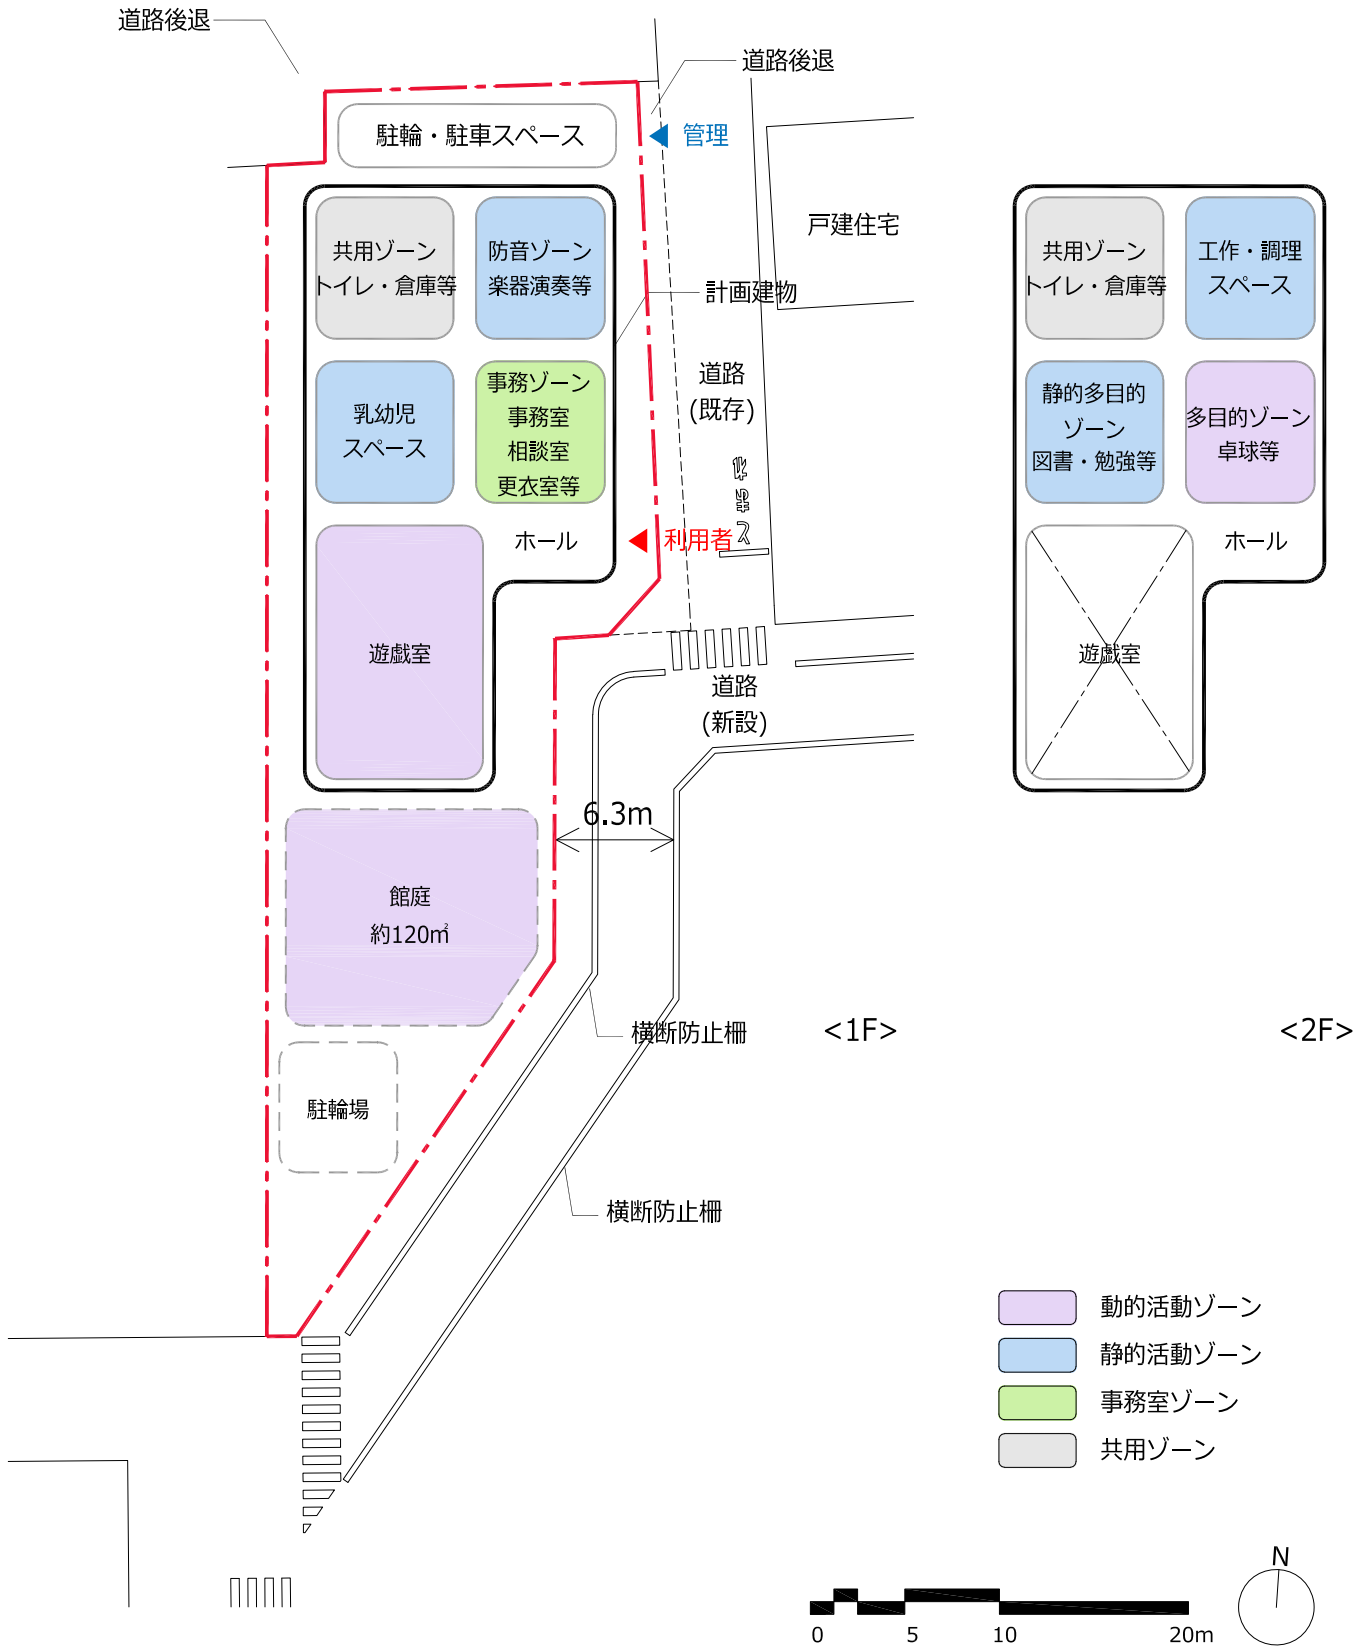 道路後退
道路後退
駐輪・駐車スペース
管理
共用ゾーン
トイレ・倉庫等
防音ゾーン
楽器演奏等
戸建住宅
計画建物
乳幼児
スペース
事務ゾーン
事務室
相談室
更衣室等
道路
(既存)
止まれ
ホール
利用者
遊戯室
道路
(新設)
6.3m
館庭
約120㎡
横断防止柵
駐輪場
横断防止柵
<1F>
共用ゾーン
トイレ・倉庫等
工作・調理
スペース
静的多目的
ゾーン
図書・勉強等
多目的ゾーン
卓球等
ホール
遊戯室
<2F>
動的活動ゾーン
静的活動ゾーン
事務室ゾーン
共用ゾーン
N
0 5 10 20m